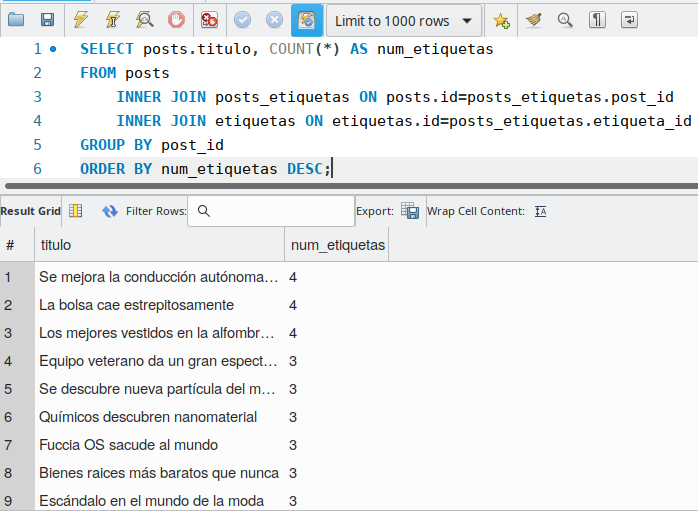 Limit to 1000 rows
1 SELECT posts.titulo, COUNT(*) AS num_etiquetas
2 FROM posts
3 INNER JOIN posts_etiquetas ON posts.id=posts_etiquetas.post_id
4 INNER JOIN etiquetas ON etiquetas.id=posts_etiquetas.etiqueta_id
5 GROUP BY post_id
6 ORDER BY num_etiquetas DESC;
Result Grid Filter Rows: Export: Wrap Cell Content:
# titulo num_etiquetas
1 Se mejora la conducción autónoma... 4
2 La bolsa cae estrepitosamente 4
3 Los mejores vestidos en la alfombr... 4
4 Equipo veterano da un gran espect... 3
5 Se descubre nueva partícula del m... 3
6 Químicos descubren nanomaterial 3
7 Fuccia OS sacude al mundo 3
8 Bienes raices más baratos que nunca 3
9 Escándalo en el mundo de la moda 3